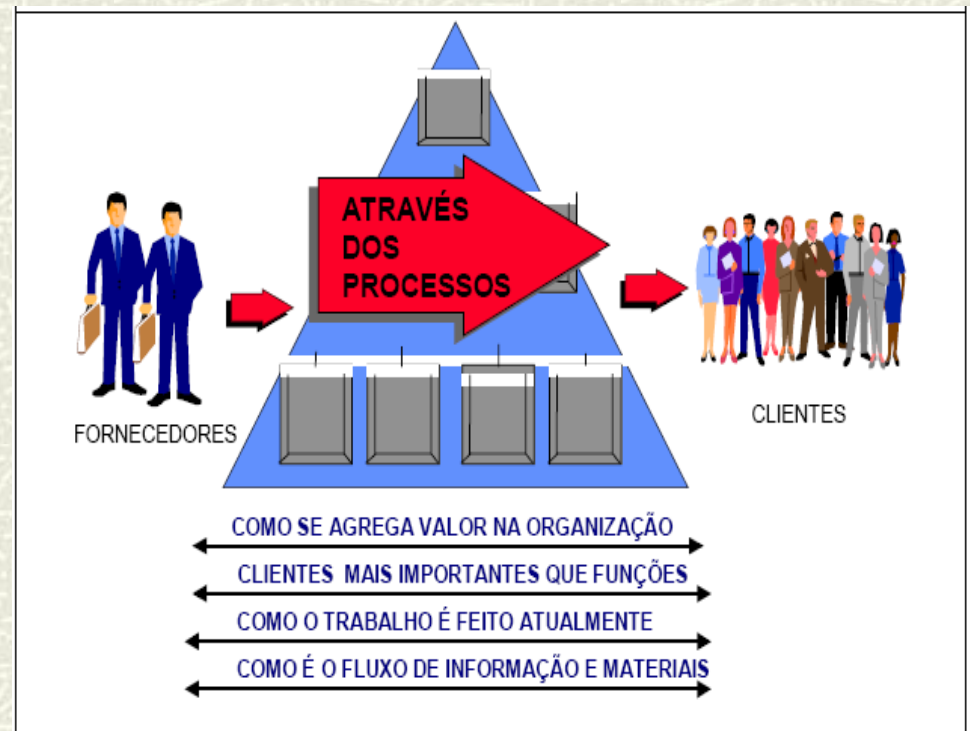 ATRAVÉS
DOS
PROCESSOS
FORNECEDORES
CLIENTES
COMO SE AGREGA VALOR NA ORGANIZAÇÃO
CLIENTES MAIS IMPORTANTES QUE FUNÇÕES
COMO O TRABALHO É FEITO ATUALMENTE
COMO É O FLUXO DE INFORMAÇÃO E MATERIAIS